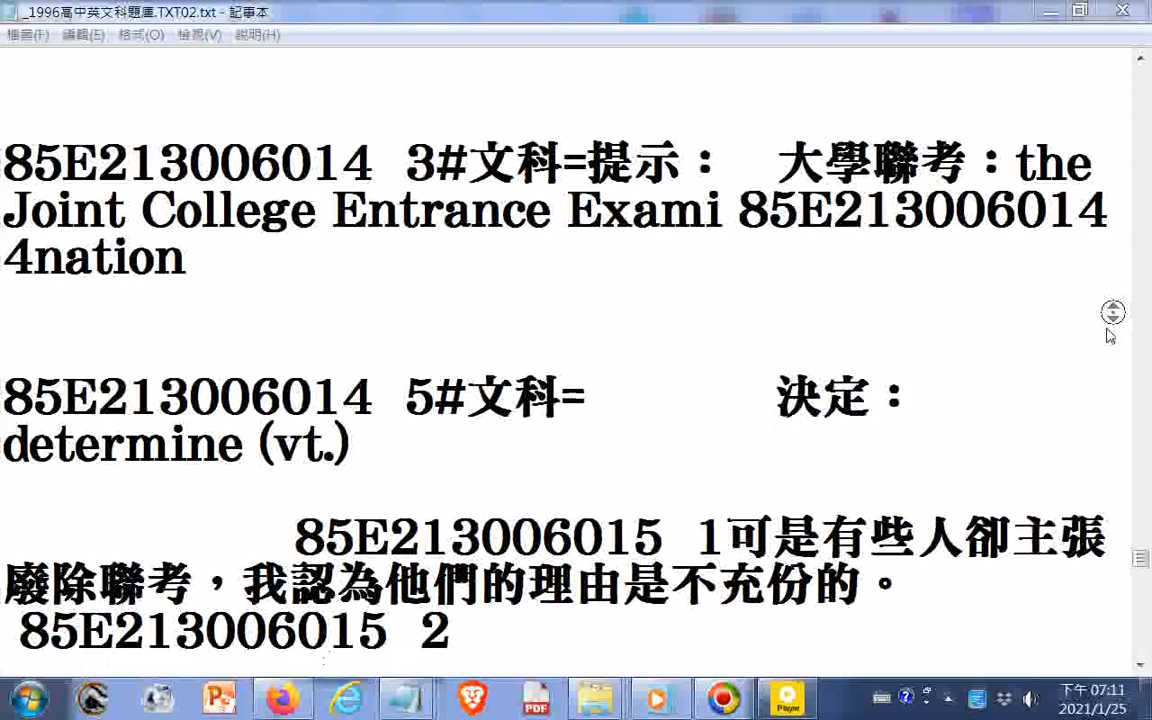 _1996高中英文科題庫.TXT02.txt - 記事本
檔案(F) 編輯(E) 格式(O) 檢視(V) 說明(H)
85E213006014 3#文科=提示： 大學聯考：the
Joint College Entrance Exami 85E213006014
4nation
85E213006014 5#文科= 決定：
determine (vt.)
85E213006015 1可是有些人卻主張
廢除聯考，我認為他們的理由是不充份的。
85E213006015 2
PDF
Player
下午 07:11
2021/1/25